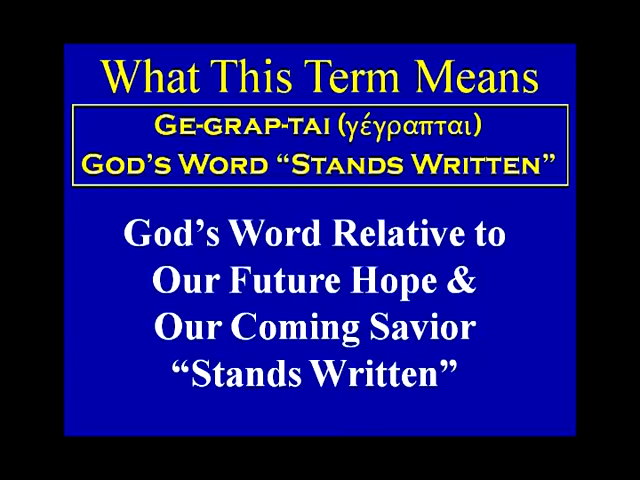 What This Term Means
GE-GRAP-TAI (γέγραπται)
GOD'S WORD “STANDS WRITTEN”
God's Word Relative to
Our Future Hope &
Our Coming Savior
“Stands Written”